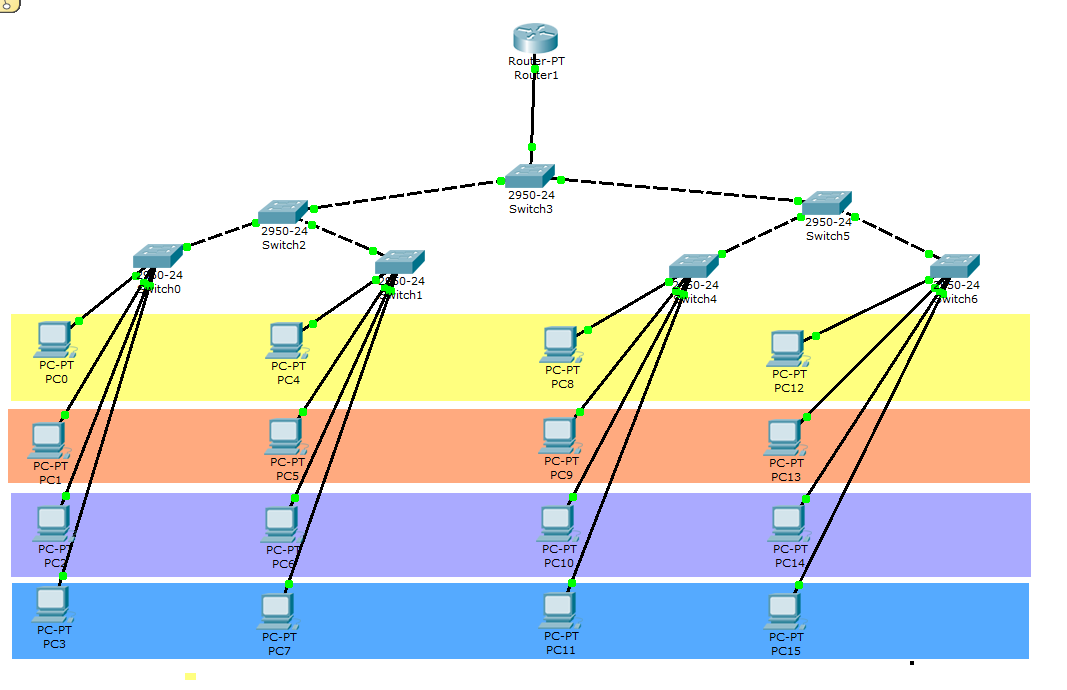 Router-PT
Router1
2950-24
Switch3
2950-24
Switch2
2950-24
Switch5
2950-24
Switch0
2950-24
Switch1
2950-24
Switch4
2950-24
Switch6
PC-PT
PC0
PC-PT
PC4
PC-PT
PC8
PC-PT
PC12
PC-PT
PC1
PC-PT
PC5
PC-PT
PC9
PC-PT
PC13
PC-PT
PC2
PC-PT
PC6
PC-PT
PC10
PC-PT
PC14
PC-PT
PC3
PC-PT
PC7
PC-PT
PC11
PC-PT
PC15